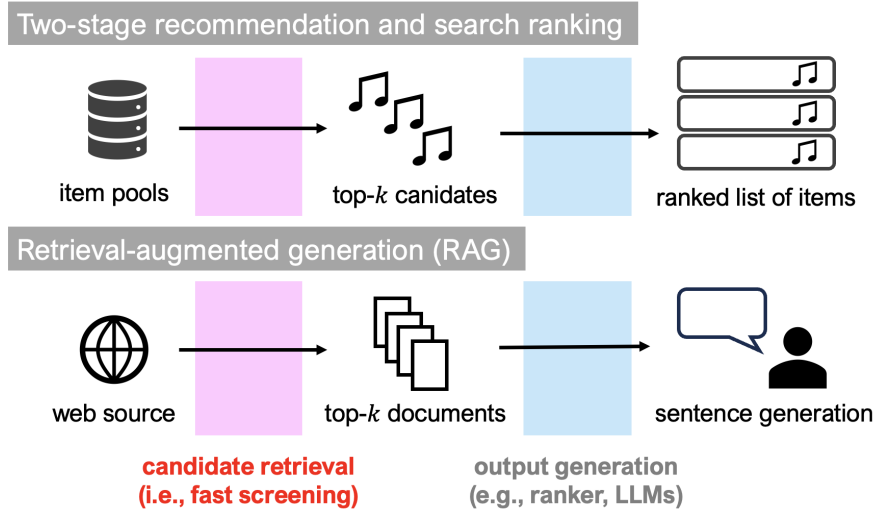 Two-stage recommendation and search ranking
item pools
top-k canidates
ranked list of items
Retrieval-augmented generation (RAG)
web source
top-k documents
sentence generation
candidate retrieval
(i.e., fast screening)
output generation
(e.g., ranker, LLMs)